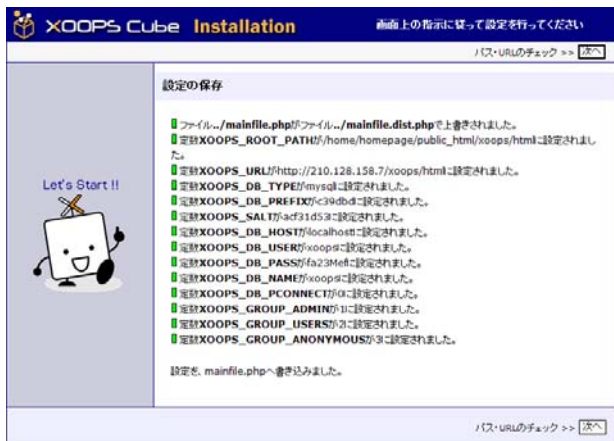 XOOPS Cube Installation 画面上の指示に従って設定を行ってください
パス・URLのチェック >> 次へ
設定の保存
ファイル../mainfile.phpがファイル../mainfile.dist.phpで上書きされました。
定数XOOPS_ROOT_PATHが/home/homepage/public_html/xoops/htmlに設定されまし
た。
定数XOOPS_URLがhttp://210.128.158.7/xoops/htmlに設定されました。
Let's Start !!
定数XOOPS_DB_TYPEがmysqlに設定されました。
定数XOOPS_DB_PREFIXがc39dbdに設定されました。
定数XOOPS_SALTがacf31d53に設定されました。
定数XOOPS_DB_HOSTがlocalhostに設定されました。
定数XOOPS_DB_USERがxoopsに設定されました。
定数XOOPS_DB_PASSがfa23Mefに設定されました。
定数XOOPS_DB_NAMEがxoopsに設定されました。
定数XOOPS_DB_PCONNECTが0に設定されました。
定数XOOPS_GROUP_ADMINが1に設定されました。
定数XOOPS_GROUP_USERSが2に設定されました。
定数XOOPS_GROUP_ANONYMOUSが3に設定されました。
設定を、mainfile.phpへ書き込みました。
パス・URLのチェック >> 次へ